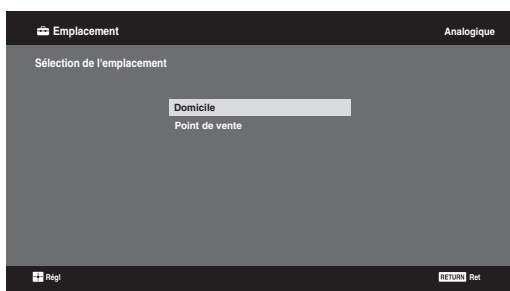 Emplacement Analogique
Sélection de l'emplacement
Domicile
Point de vente
Régl RETURN Ret